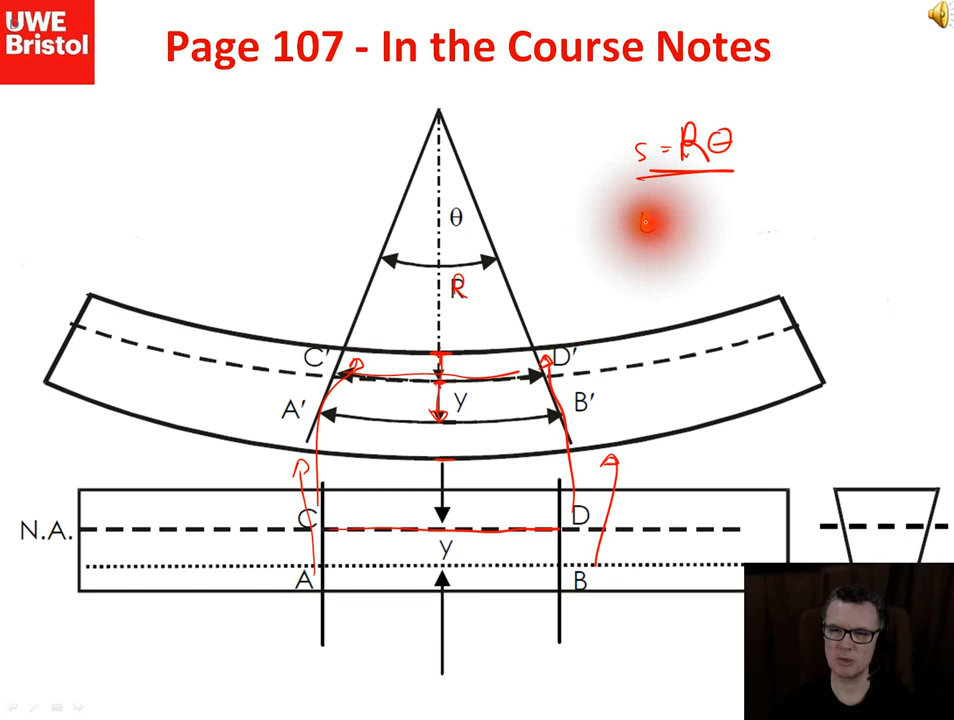 UWE
Bristol
Page 107 - In the Course Notes
s = Rθ
θ
R
C' D'
A' y B'
C D
N.A.
y
A B